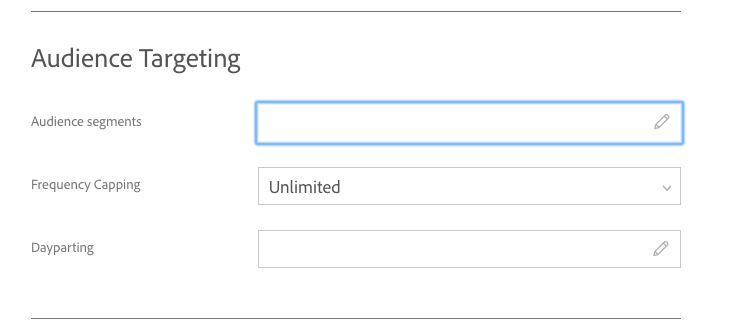 Audience Targeting
Audience segments
Frequency Capping
Unlimited
Dayparting